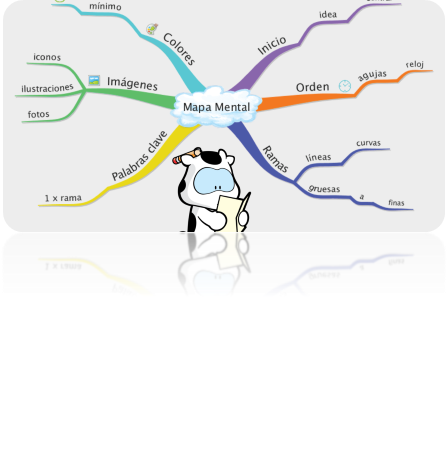 Mapa Mental
Inicio
idea
Orden
agujas
reloj
Ramas
líneas
curvas
gruesas
a
finas
Palabras clave
1 x rama
Imágenes
iconos
ilustraciones
fotos
Colores
mínimo